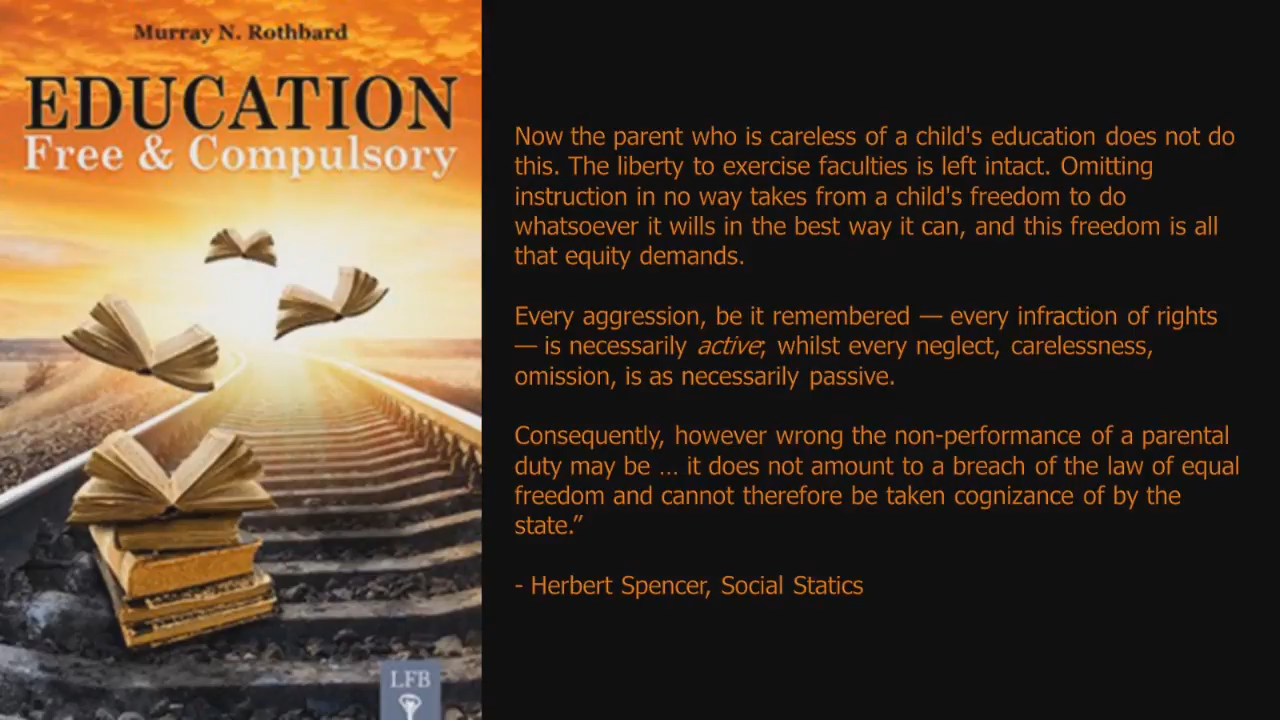 Murray N. Rothbard
EDUCATION
Free & Compulsory
LFB
Now the parent who is careless of a child's education does not do
this. The liberty to exercise faculties is left intact. Omitting
instruction in no way takes from a child's freedom to do
whatsoever it wills in the best way it can, and this freedom is all
that equity demands.
Every aggression, be it remembered — every infraction of rights
— is necessarily active; whilst every neglect, carelessness,
omission, is as necessarily passive.
Consequently, however wrong the non-performance of a parental
duty may be … it does not amount to a breach of the law of equal
freedom and cannot therefore be taken cognizance of by the
state.”
- Herbert Spencer, Social Statics